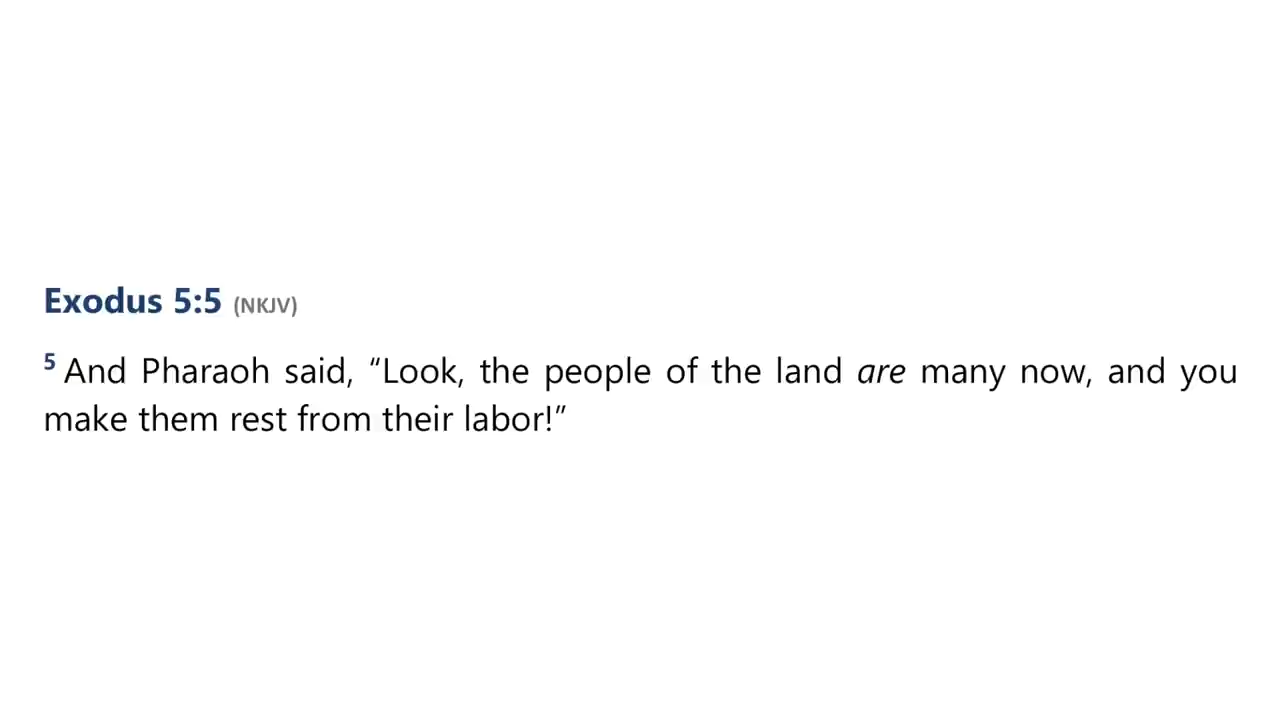 Exodus 5:5 (NKJV)
5 And Pharaoh said, “Look, the people of the land are many now, and you
make them rest from their labor!”